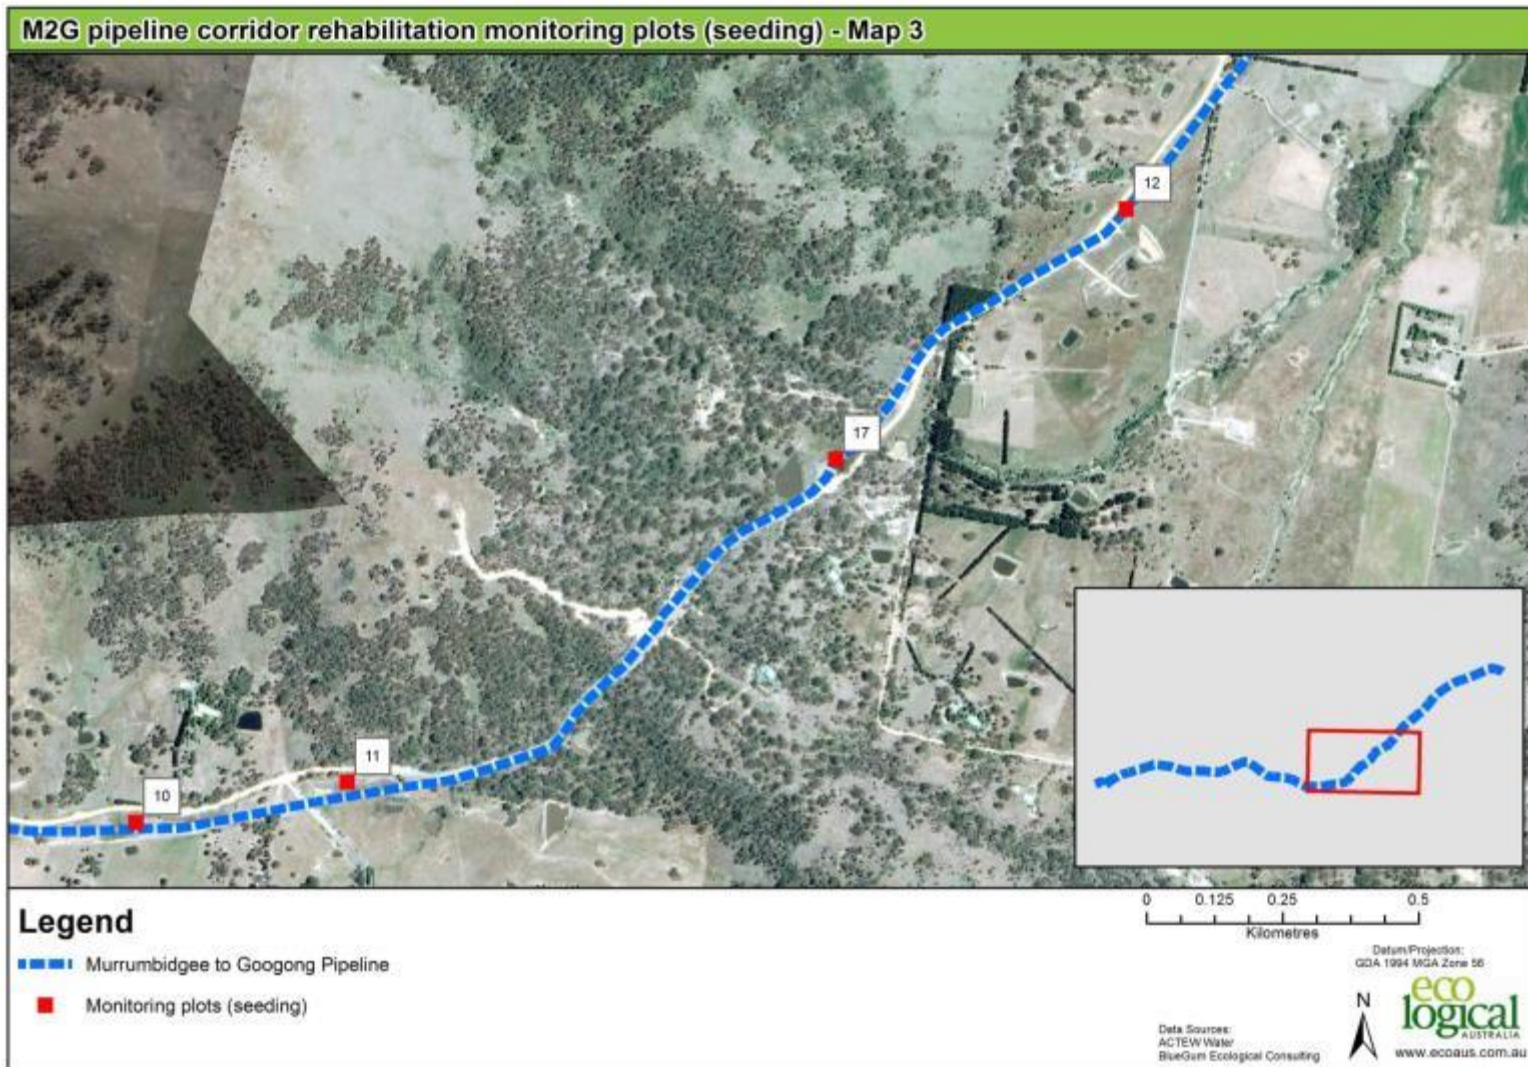 M2G pipeline corridor rehabilitation monitoring plots (seeding) - Map 3
12
17
11
10
Legend
Murrumbidgee to Googong Pipeline
Monitoring plots (seeding)
0 0.125 0.25 0.5
Kilometres
Datum/Projection:
GDA 1994 MGA Zone 56
N
eco
logical
AUSTRALIA
www.ecoaus.com.au
Data Sources:
ACTEW Water
BlueGum Ecological Consulting